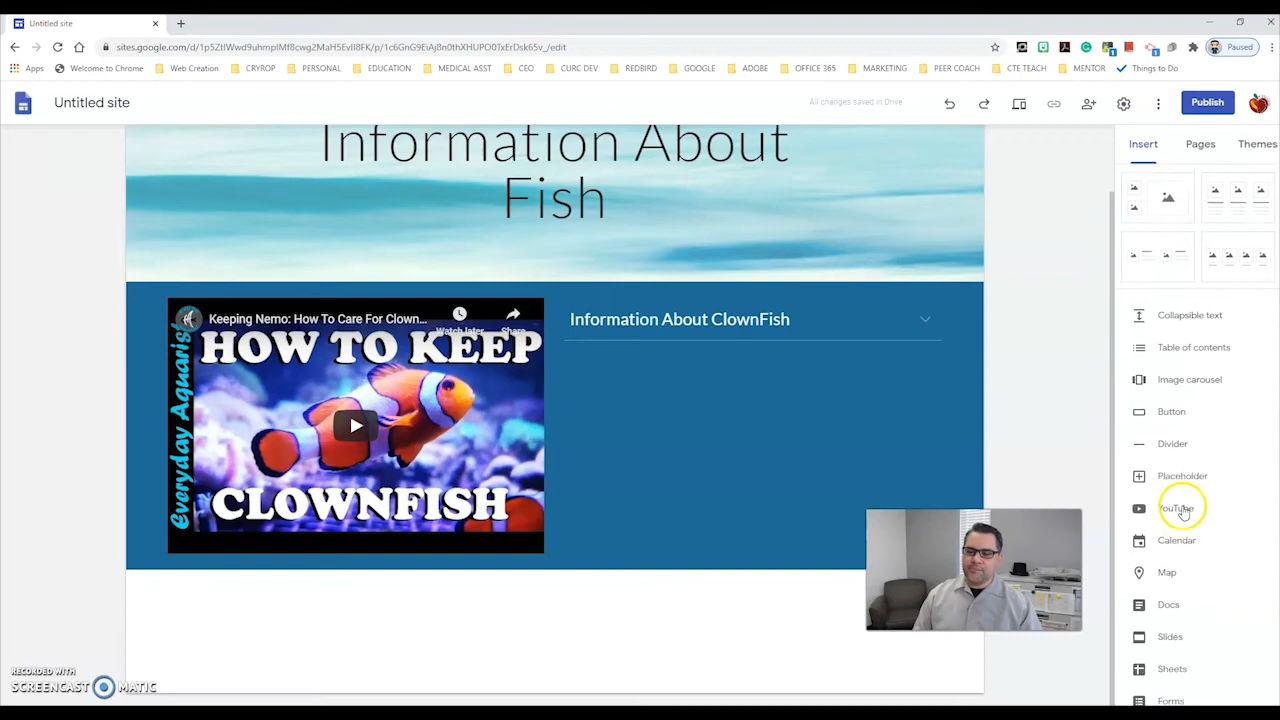 Untitled site
sites.google.com/d/1p5ZtIWwd9uhmpIMf8cwg2MaH5EvII8FK/p/1c6GnG9EiAj8n0thXHUPO0TxErDsk65v_/edit
Paused
Apps
Welcome to Chrome
Web Creation
CRYROP
PERSONAL
EDUCATION
MEDICAL ASST
CEO
CURC DEV
REDBIRD
GOOGLE
ADOBE
OFFICE 365
MARKETING
PEER COACH
CTE TEACH
MENTOR
Things to Do
Untitled site
All changes saved in Drive
Publish
Insert
Pages
Themes
Information About
Fish
Keeping Nemo: How To Care For Clown...
Watch later
Share
HOW TO KEEP
Everyday Aquarist
CLOWNFISH
Information About ClownFish
Collapsible text
Table of contents
Image carousel
Button
Divider
Placeholder
YouTube
Calendar
Map
Docs
Slides
Sheets
Forms
RECORDED WITH
SCREENCAST MATIC